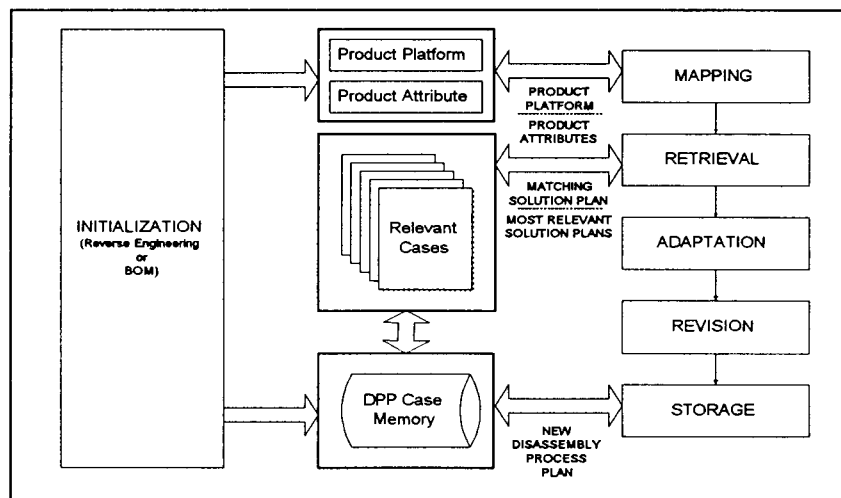 INITIALIZATION
(Reverse Engineering
or
BOM)
Product Platform
Product Attribute
PRODUCT
PLATFORM
PRODUCT
ATTRIBUTES
MAPPING
Relevant
Cases
MATCHING
SOLUTION PLAN
MOST RELEVANT
SOLUTION PLANS
RETRIEVAL
ADAPTATION
REVISION
DPP Case
Memory
NEW
DISASSEMBLY
PROCESS
PLAN
STORAGE